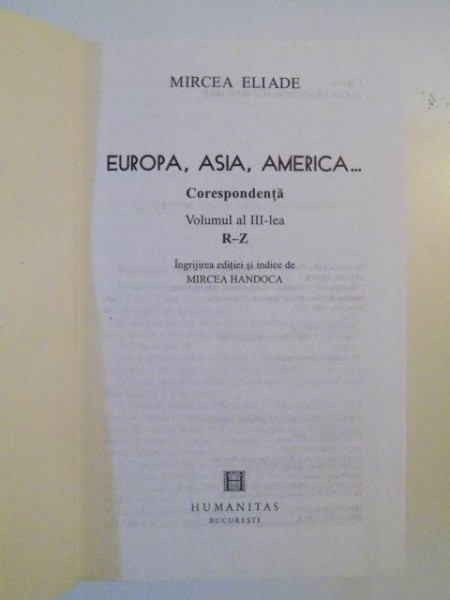 MIRCEA ELIADE
EUROPA, ASIA, AMERICA...
Corespondență
Volumul al III-lea
R–Z
Îngrijirea ediției și indice de
MIRCEA HANDOCA
H
HUMANITAS
BUCUREȘTI